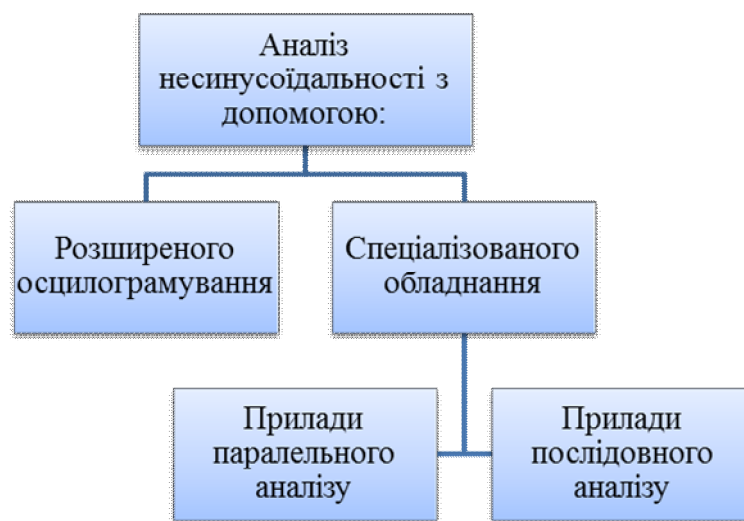 Аналіз
несинусоїдальності з
допомогою:
Розширеного
осцилограмування
Спеціалізованого
обладнання
Прилади
паралельного
аналізу
Прилади
послідовного
аналізу